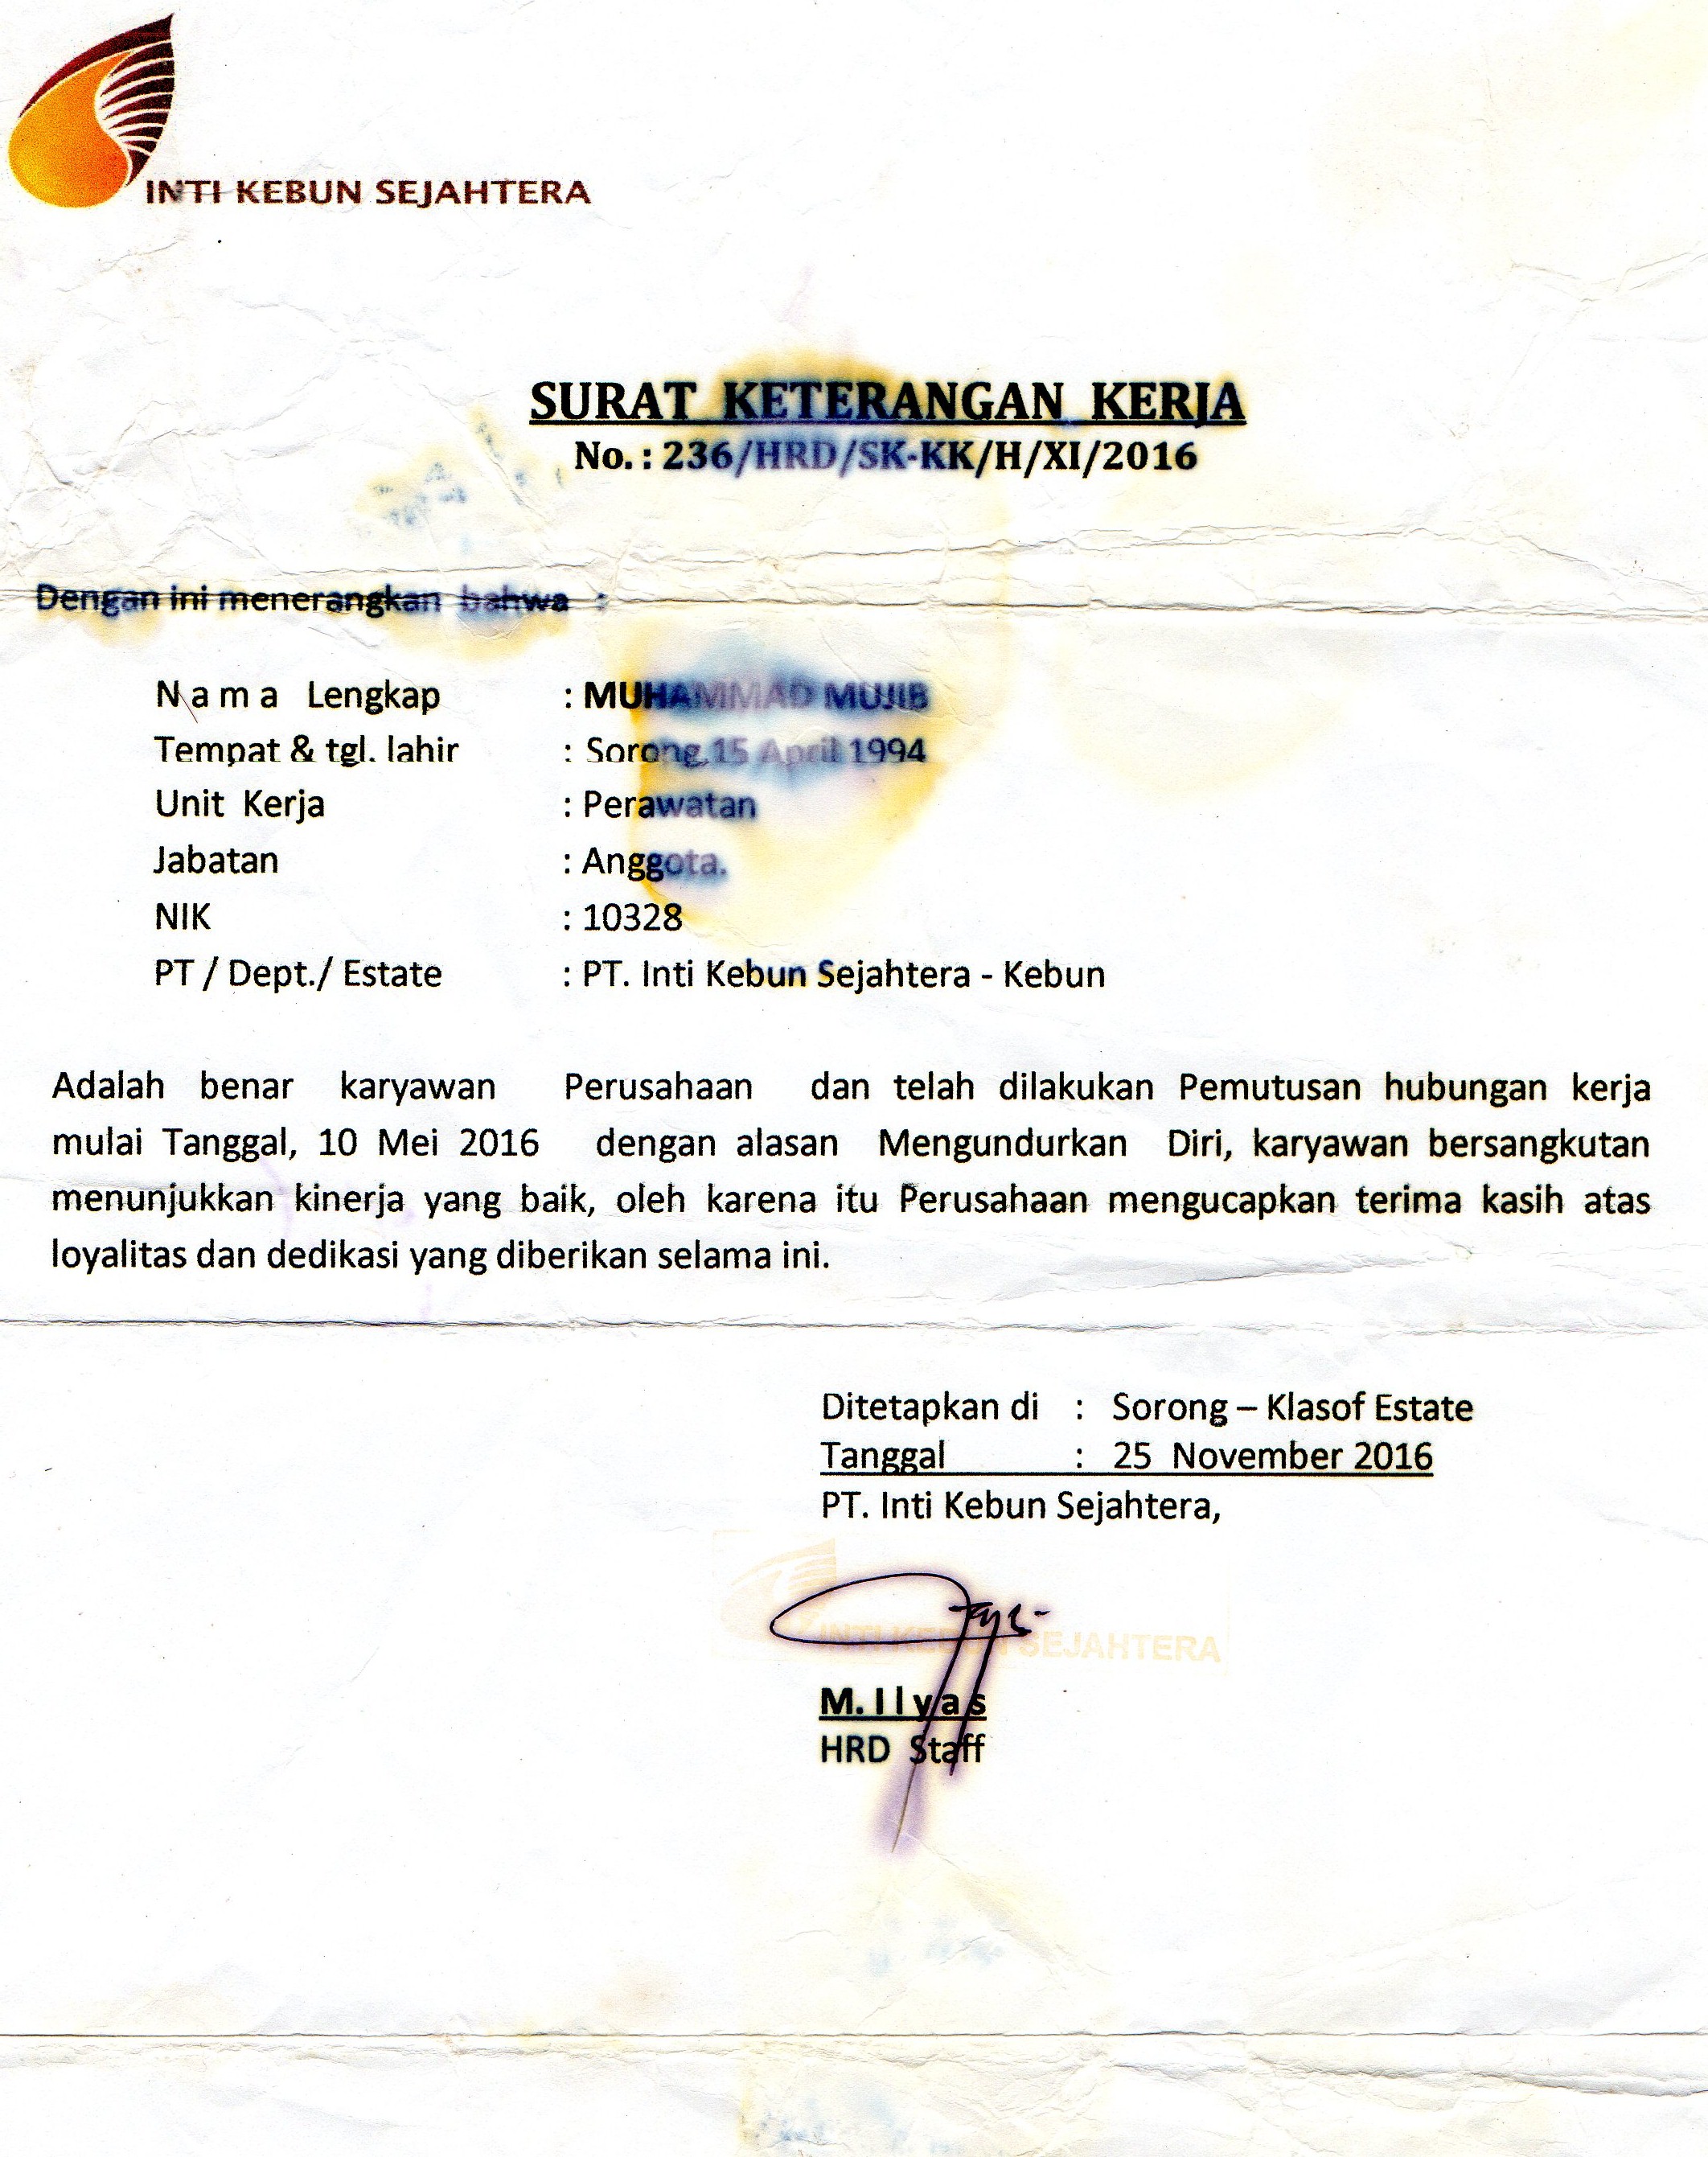 INTI KEBUN SEJAHTERA
SURAT KETERANGAN KERJA
No. : 236/HRD/SK-KK/H/XI/2016
Dengan ini menerangkan bahwa :
N a m a Lengkap : MUHAMMAD MUJIB
Tempat & tgl. lahir : Sorong,15 April 1994
Unit Kerja : Perawatan
Jabatan : Anggota.
NIK : 10328
PT / Dept./ Estate : PT. Inti Kebun Sejahtera - Kebun
Adalah benar karyawan Perusahaan dan telah dilakukan Pemutusan hubungan kerja
mulai Tanggal, 10 Mei 2016 dengan alasan Mengundurkan Diri, karyawan bersangkutan
menunjukkan kinerja yang baik, oleh karena itu Perusahaan mengucapkan terima kasih atas
loyalitas dan dedikasi yang diberikan selama ini.
Ditetapkan di : Sorong – Klasof Estate
Tanggal : 25 November 2016
PT. Inti Kebun Sejahtera,
INTI KEBUN SEJAHTERA
M. I l y a s
HRD Staff